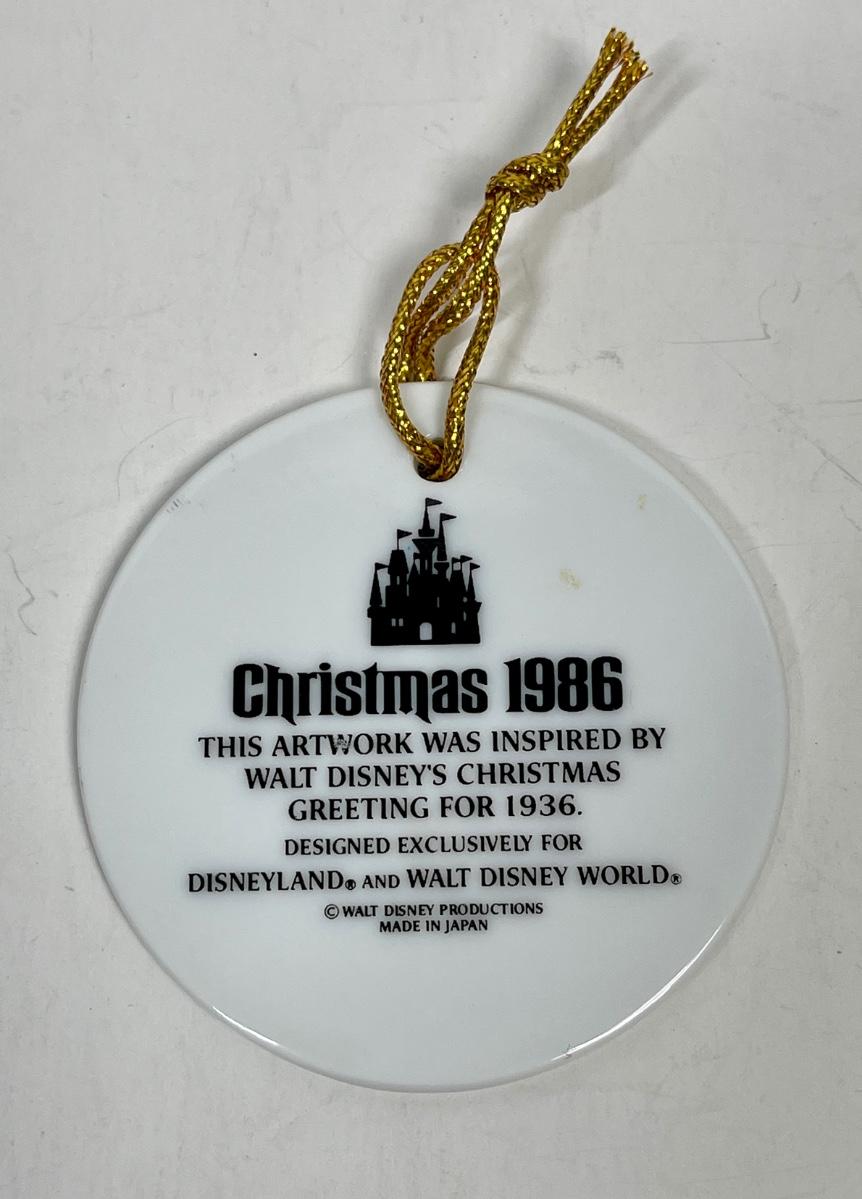 Christmas 1986
THIS ARTWORK WAS INSPIRED BY
WALT DISNEY'S CHRISTMAS
GREETING FOR 1936.
DESIGNED EXCLUSIVELY FOR
DISNEYLAND® AND WALT DISNEY WORLD®
© WALT DISNEY PRODUCTIONS
MADE IN JAPAN